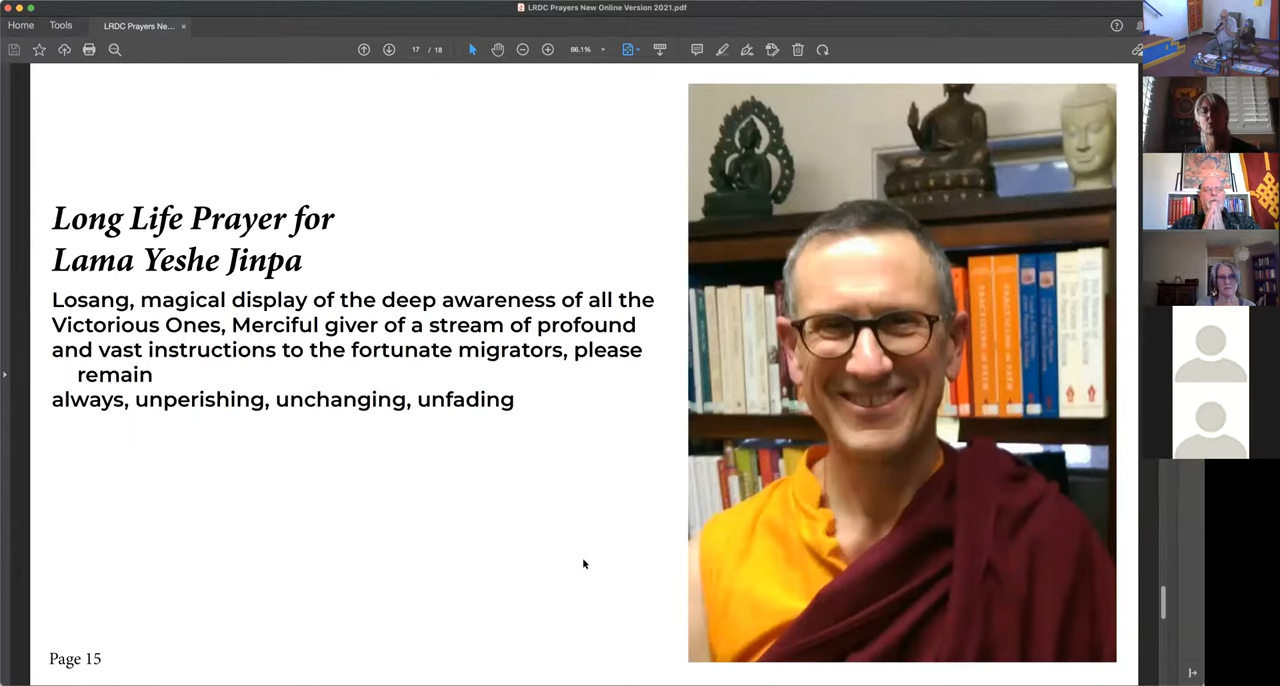 LRDC Prayers New Online Version 2021.pdf
Home
Tools
LRDC Prayers Ne...
17 / 18
66.1%
Long Life Prayer for
Lama Yeshe Jinpa
Losang, magical display of the deep awareness of all the
Victorious Ones, Merciful giver of a stream of profound
and vast instructions to the fortunate migrators, please
remain
always, unperishing, unchanging, unfading
Page 15